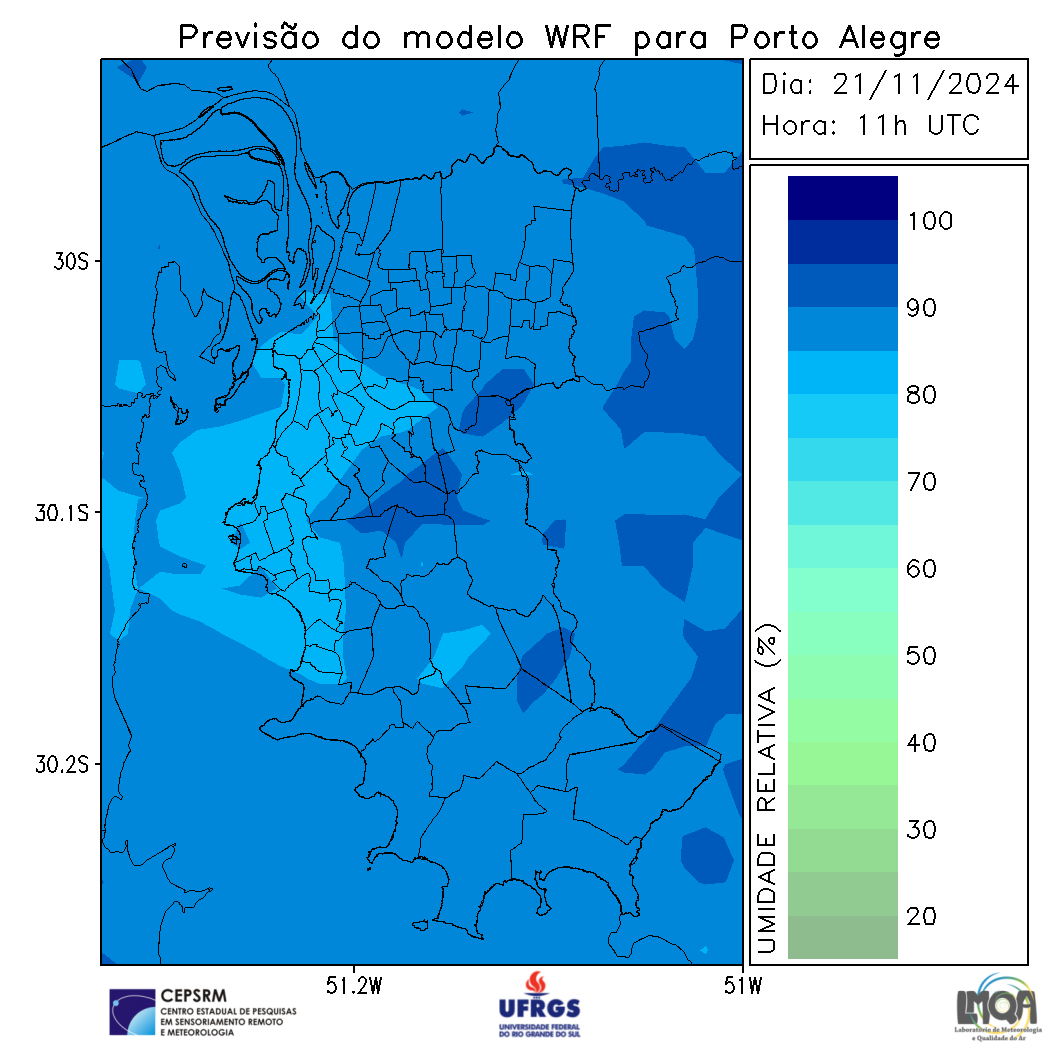 Previsão do modelo WRF para Porto Alegre
Dia: 21/11/2024
Hora: 11h UTC
30S
30.1S
30.2S
51.2W
51W
100
90
80
70
60
50
40
30
20
UMIDADE RELATIVA (%)
CEPSRM
CENTRO ESTADUAL DE PESQUISAS
EM SENSORIAMENTO REMOTO
E METEOROLOGIA
UFRGS
UNIVERSIDADE FEDERAL
DO RIO GRANDE DO SUL
LMQA
Laboratório de Meteorologia
e Qualidade do Ar